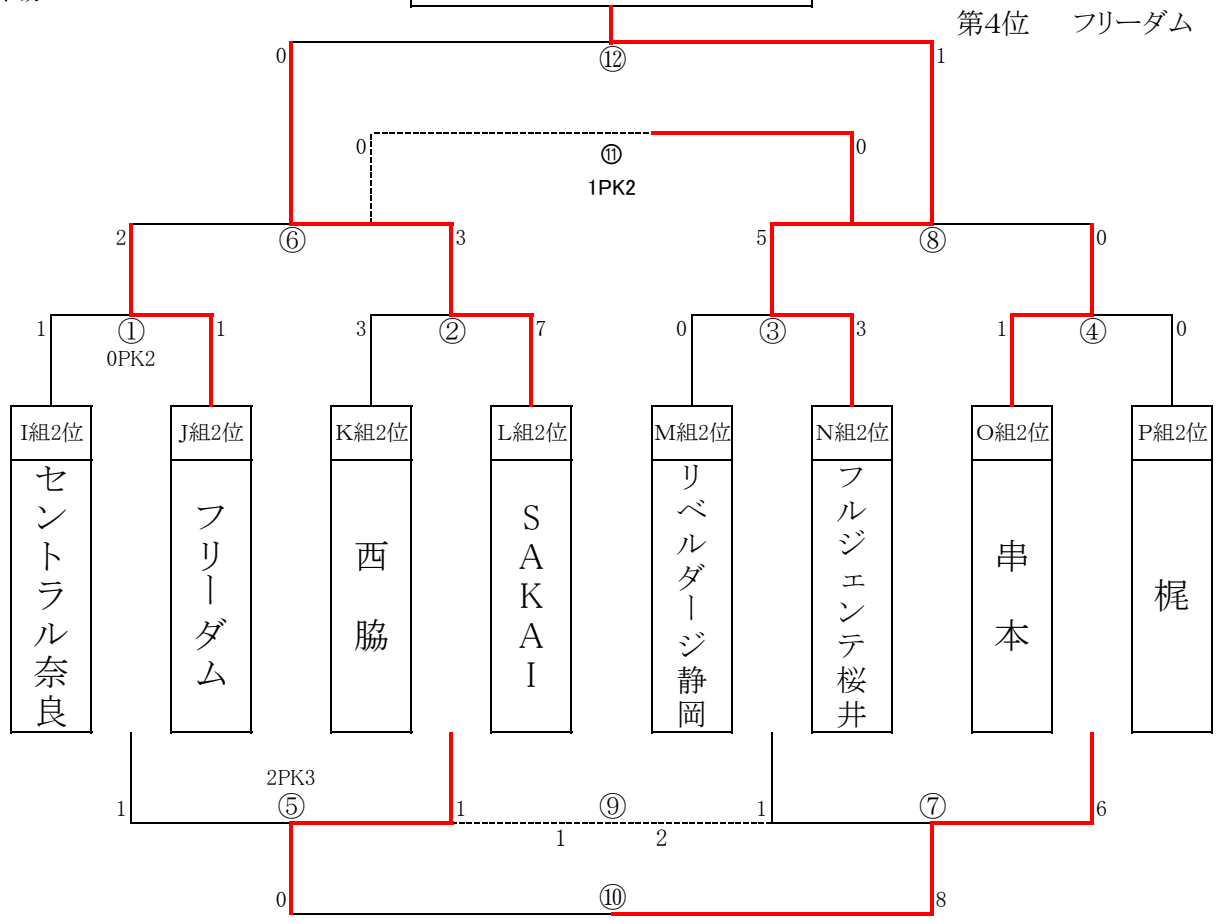 第4位 フリーダム
0 ⑫ 1
0 ⑪ 0
1PK2
2 ⑥ 3 5 ⑧ 0
1 ① 1 3 ② 7 0 ③ 3 1 ④ 0
0PK2
I組2位 J組2位 K組2位 L組2位 M組2位 N組2位 O組2位 P組2位
セントラル奈良
フリーダム
西脇
SAKAI
リベルダージ静岡
フルジェンテ桜井
串本
梶
2PK3
1 ⑤ 1 ⑨ 1 ⑦ 6
1 2
0 ⑩ 8